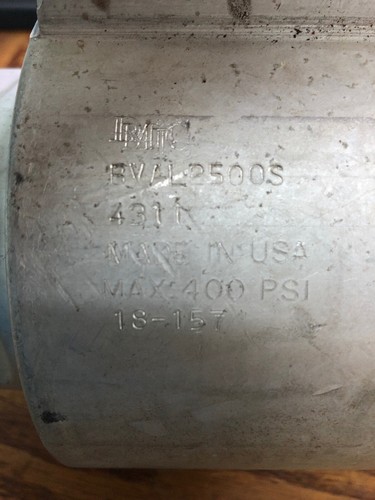 BVAL2500S
4311
MADE IN USA
MAX 400 PSI
18-157